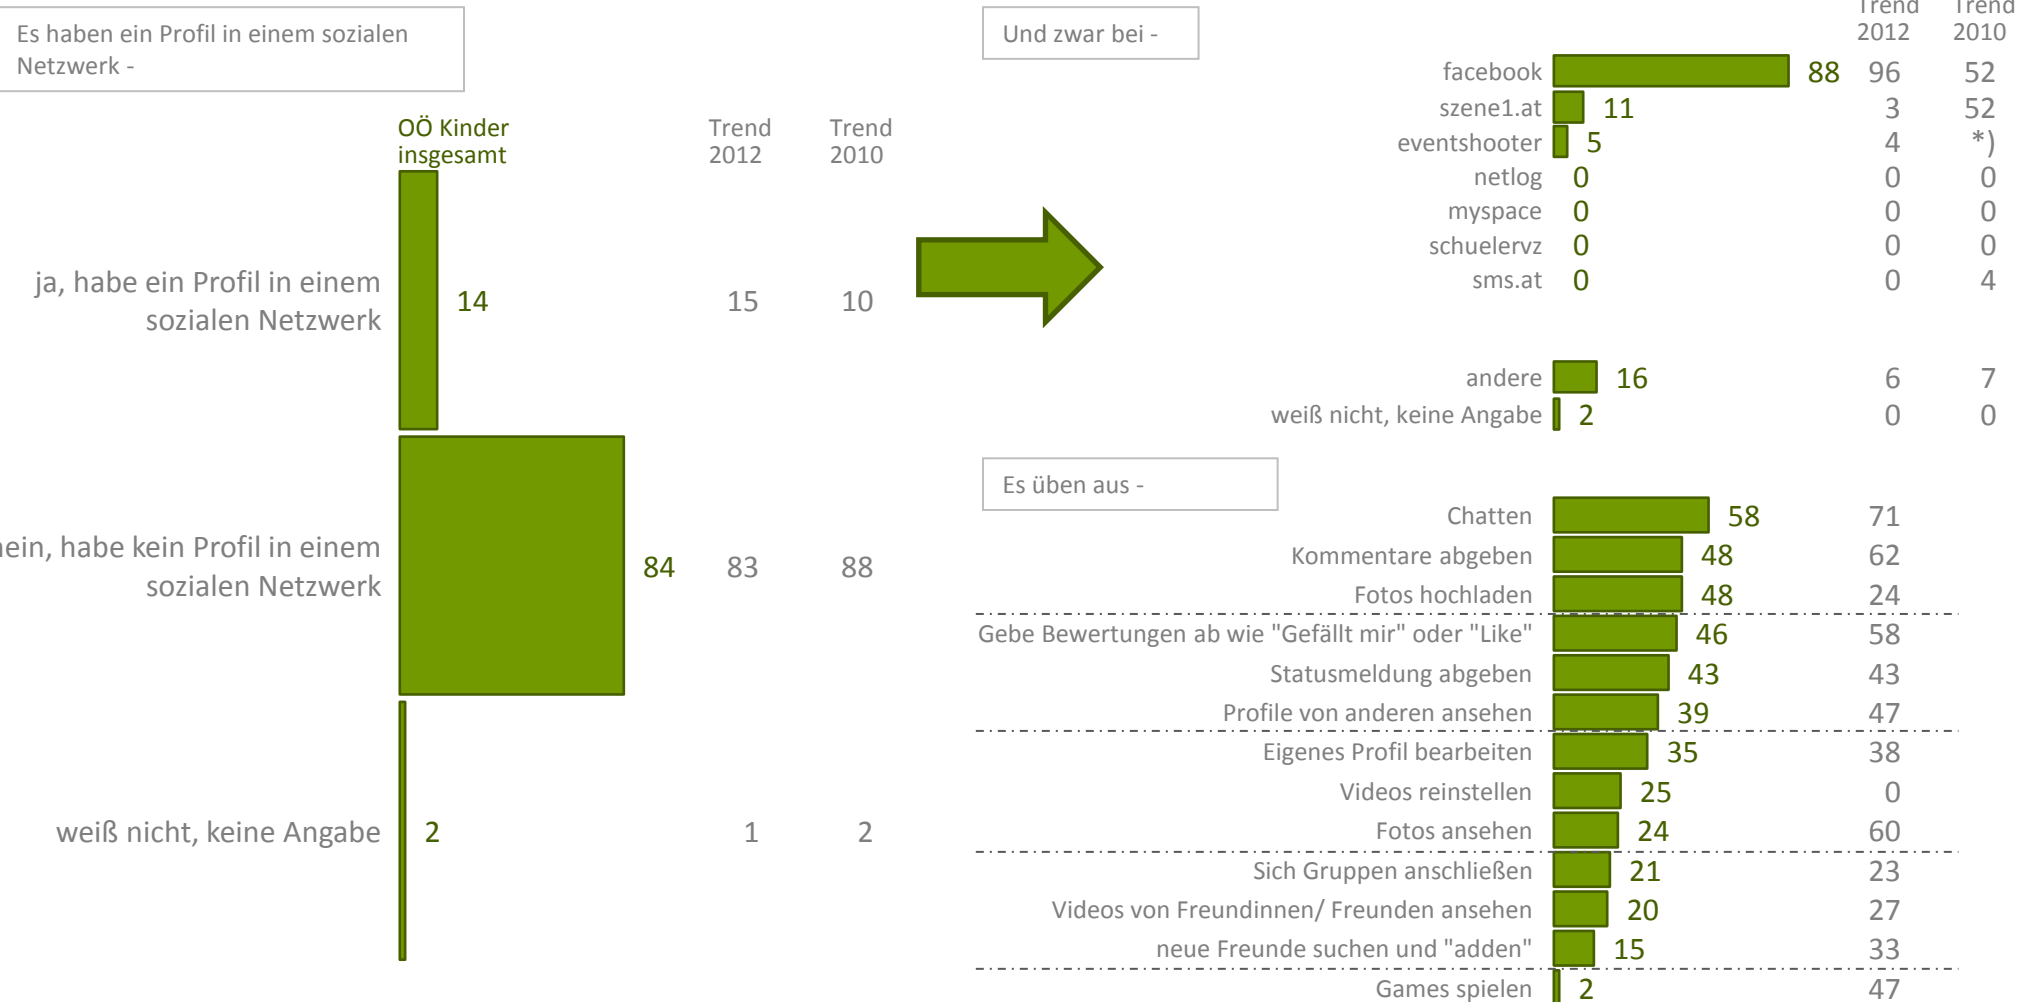 Es haben ein Profil in einem sozialen
Netzwerk -
OÖ Kinder
insgesamt
Trend
2012
Trend
2010
ja, habe ein Profil in einem
sozialen Netzwerk
14
15
10
nein, habe kein Profil in einem
sozialen Netzwerk
84
83
88
weiß nicht, keine Angabe
2
1
2
Und zwar bei -
Trend
2012
Trend
2010
facebook 88 96 52
szene1.at 11 3 52
eventshooter 5 4 *)
netlog 0 0 0
myspace 0 0 0
schuelervz 0 0 0
sms.at 0 0 4
andere 16 6 7
weiß nicht, keine Angabe 2 0 0
Es üben aus -
Chatten 58 71
Kommentare abgeben 48 62
Fotos hochladen 48 24
Gebe Bewertungen ab wie "Gefällt mir" oder "Like" 46 58
Statusmeldung abgeben 43 43
Profile von anderen ansehen 39 47
Eigenes Profil bearbeiten 35 38
Videos reinstellen 25 0
Fotos ansehen 24 60
Sich Gruppen anschließen 21 23
Videos von Freundinnen/ Freunden ansehen 20 27
neue Freunde suchen und "adden" 15 33
Games spielen 2 47